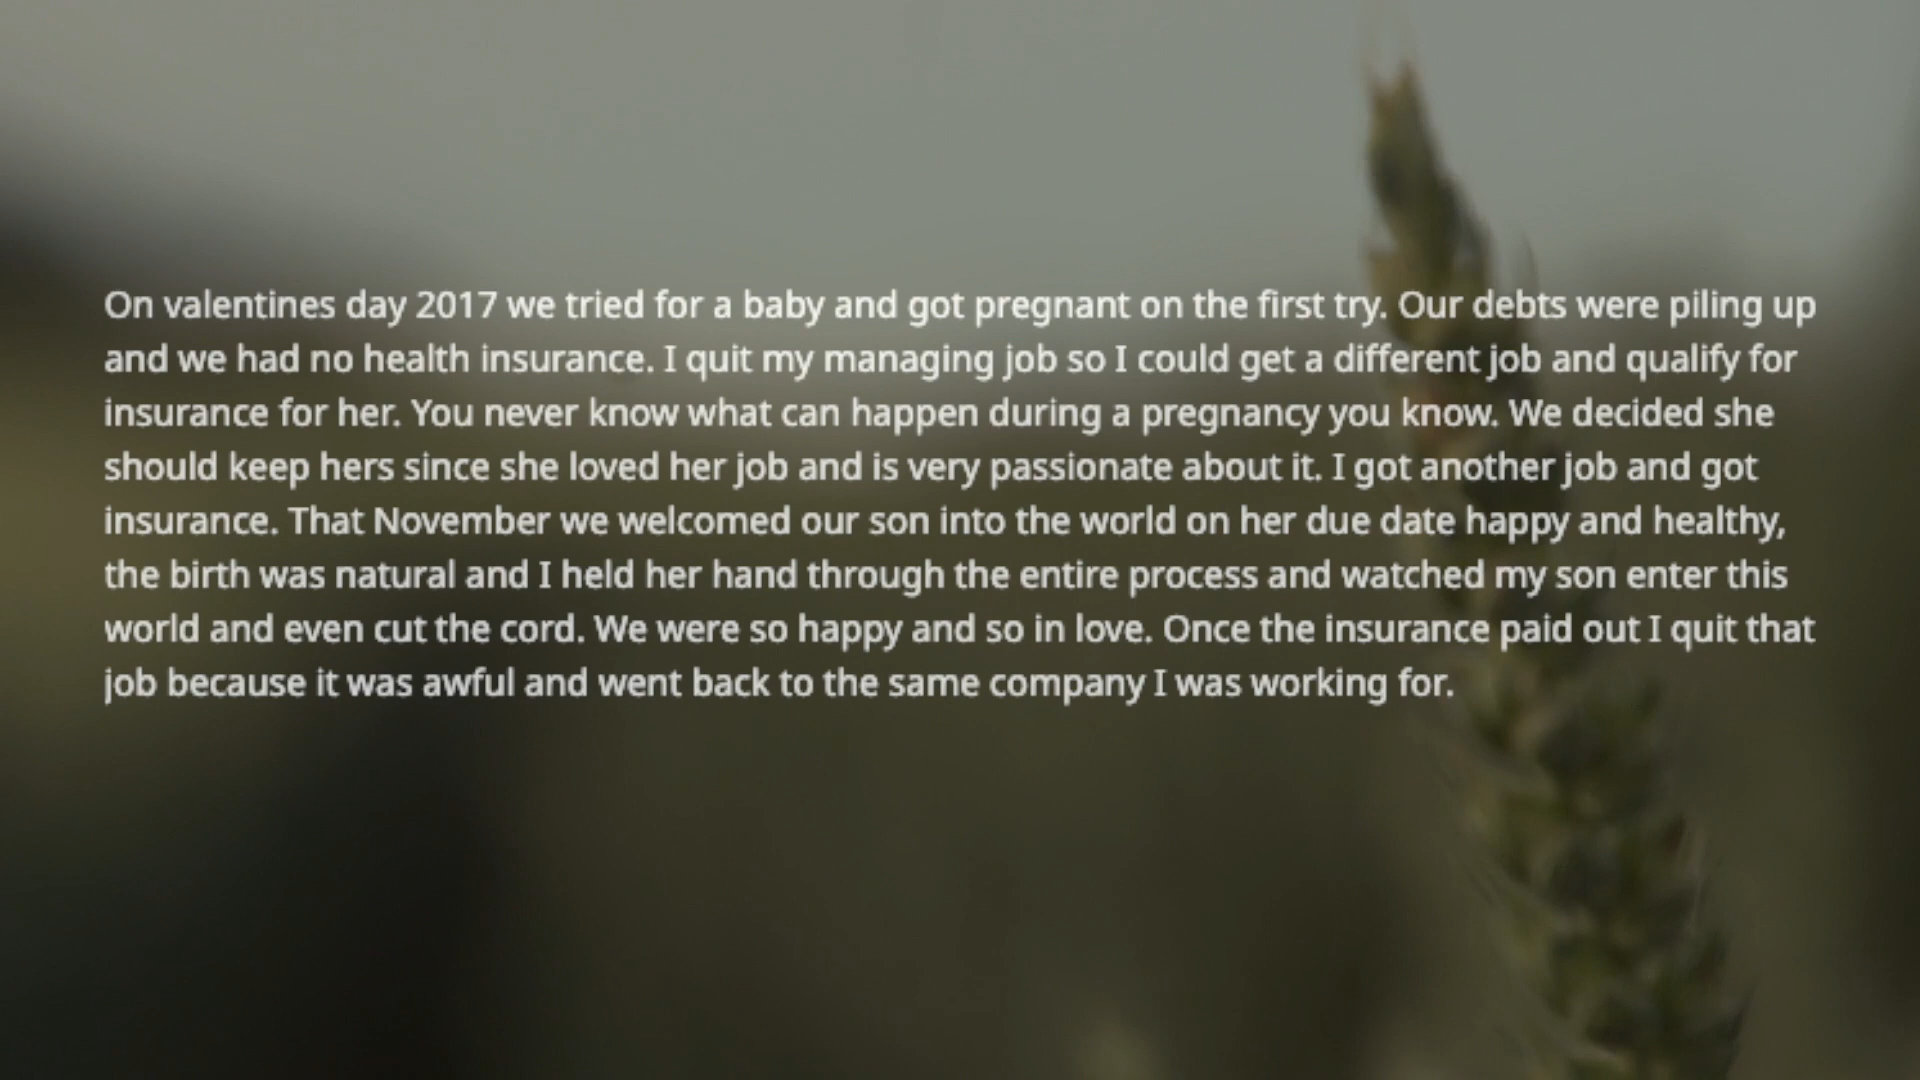 On valentines day 2017 we tried for a baby and got pregnant on the first try. Our debts were piling up
and we had no health insurance. I quit my managing job so I could get a different job and qualify for
insurance for her. You never know what can happen during a pregnancy you know. We decided she
should keep hers since she loved her job and is very passionate about it. I got another job and got
insurance. That November we welcomed our son into the world on her due date happy and healthy,
the birth was natural and I held her hand through the entire process and watched my son enter this
world and even cut the cord. We were so happy and so in love. Once the insurance paid out I quit that
job because it was awful and went back to the same company I was working for.